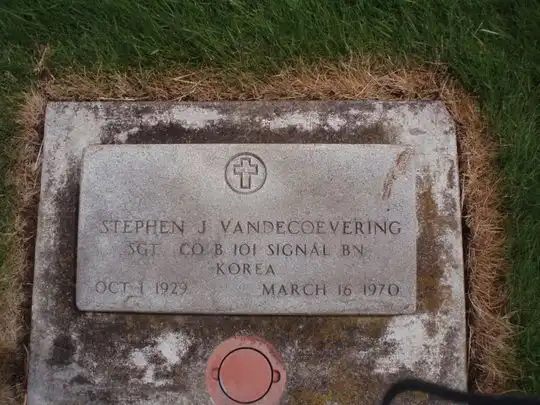 STEPHEN J VANDECOEVERING
SGT CO B 101 SIGNAL BN
KOREA
OCT 1 1929 MARCH 16 1970